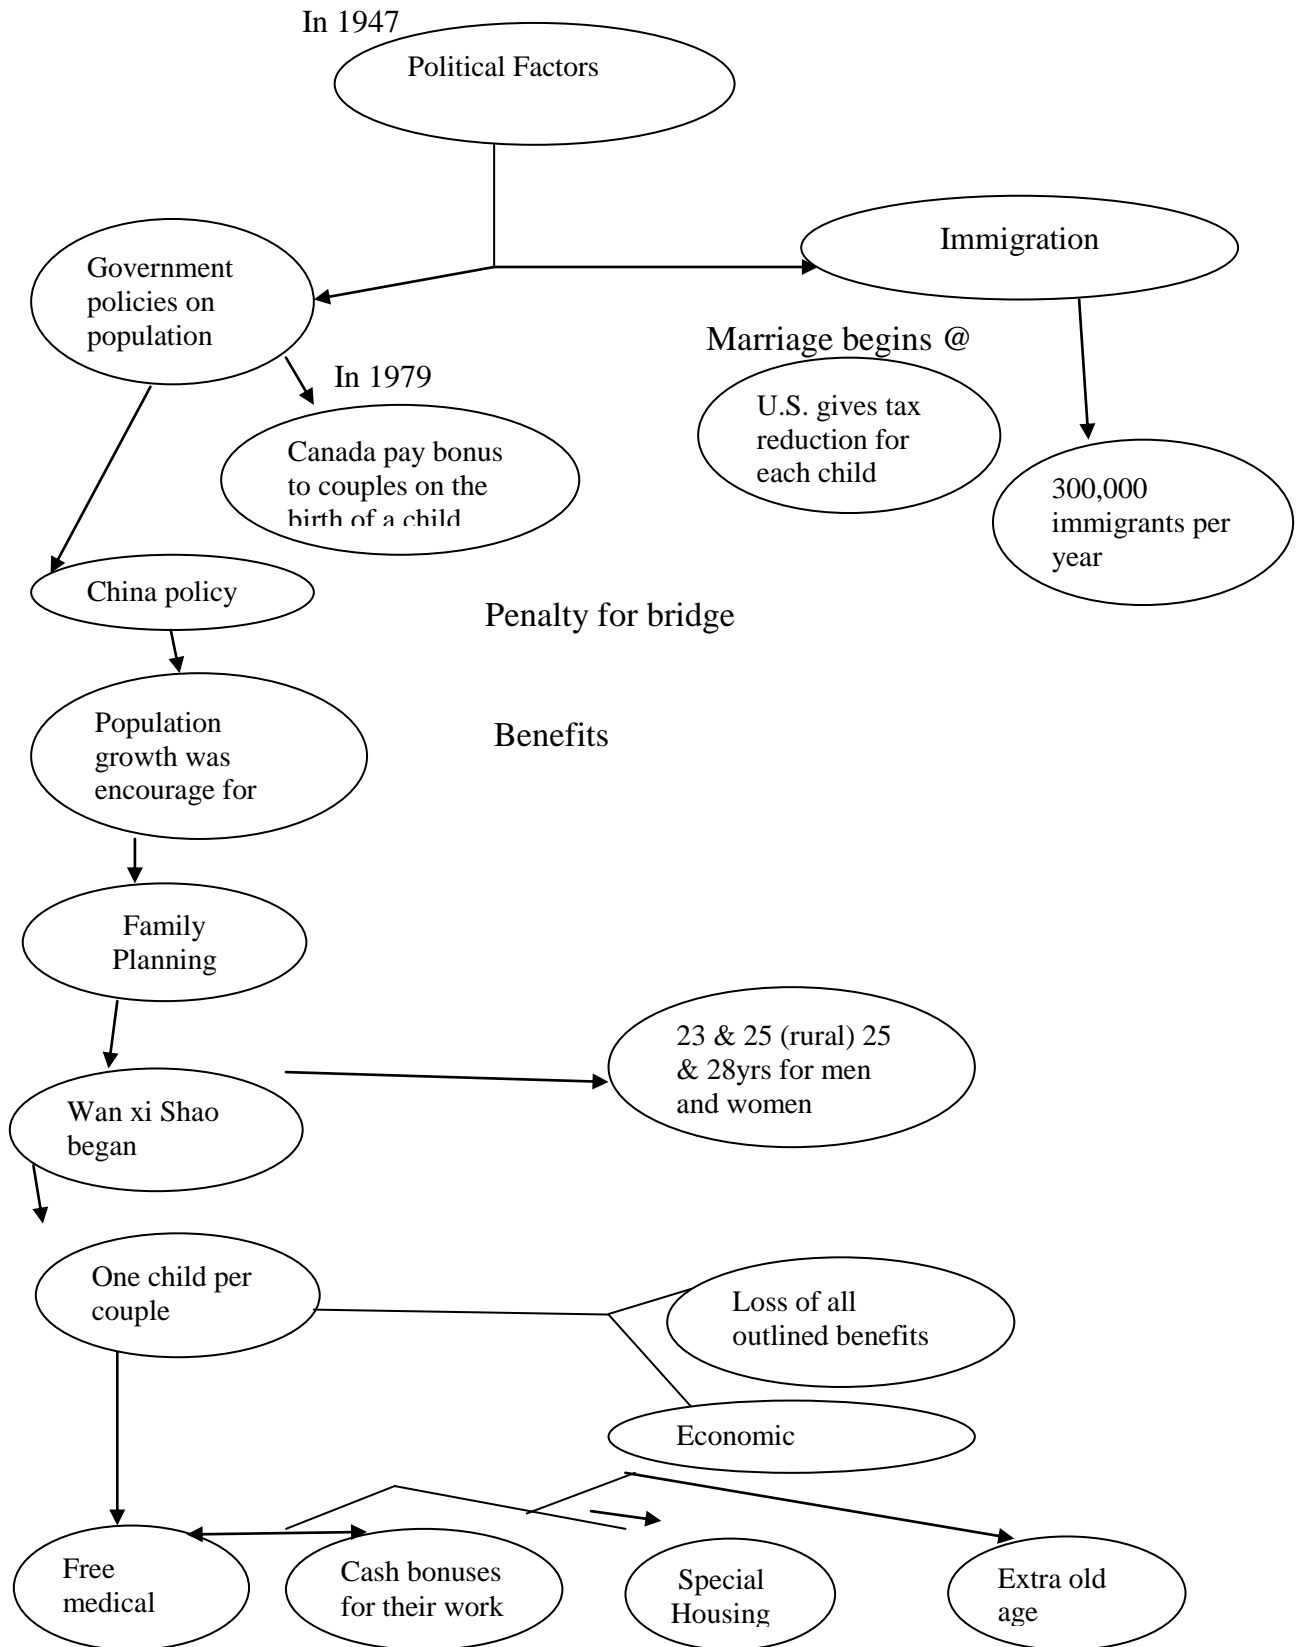 In 1947
Political Factors
Immigration
Government
policies on
population
Marriage begins @
In 1979
U.S. gives tax
reduction for
each child
Canada pay bonus
to couples on the
birth of a child
300,000
immigrants per
year
China policy
Penalty for bridge
Population
growth was
encourage for
Benefits
Family
Planning
23 & 25 (rural) 25
& 28yrs for men
and women
Wan xi Shao
began
One child per
couple
Loss of all
outlined benefits
Economic
Free
medical
Cash bonuses
for their work
Special
Housing
Extra old
age